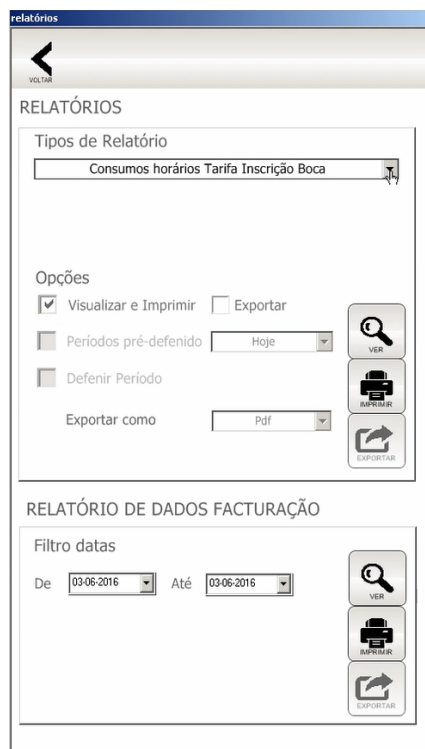 relatórios
VOLTAR
RELATÓRIOS
Tipos de Relatório
Consumos horários Tarifa Inscrição Boca
Opções
Visualizar e Imprimir Exportar
Períodos pré-defenido Hoje
VER
Defenir Período
IMPRIMIR
Exportar como Pdf
EXPORTAR
RELATÓRIO DE DADOS FACTURAÇÃO
Filtro datas
De 03-06-2016 Até 03-06-2016
VER
IMPRIMIR
EXPORTAR